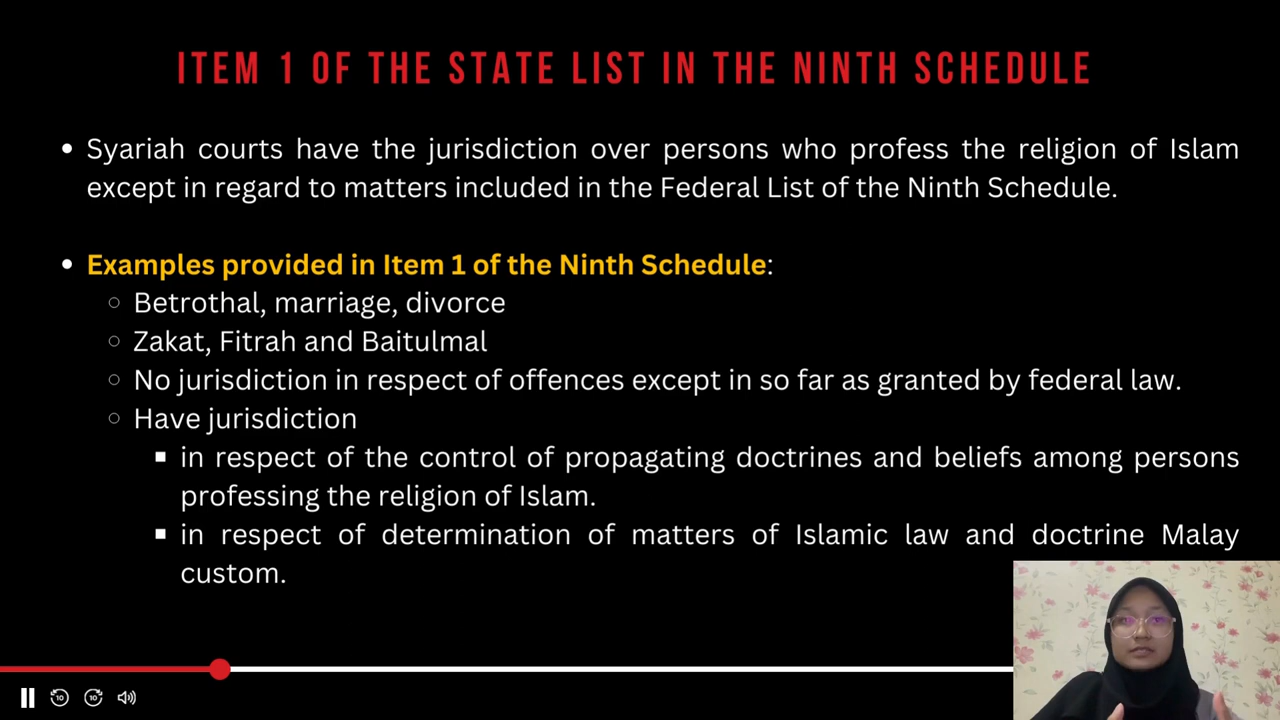 ITEM 1 OF THE STATE LIST IN THE NINTH SCHEDULE
Syariah courts have the jurisdiction over persons who profess the religion of Islam
except in regard to matters included in the Federal List of the Ninth Schedule.
Examples provided in Item 1 of the Ninth Schedule:
Betrothal, marriage, divorce
Zakat, Fitrah and Baitulmal
No jurisdiction in respect of offences except in so far as granted by federal law.
Have jurisdiction
in respect of the control of propagating doctrines and beliefs among persons
professing the religion of Islam.
in respect of determination of matters of Islamic law and doctrine Malay
custom.
10 10